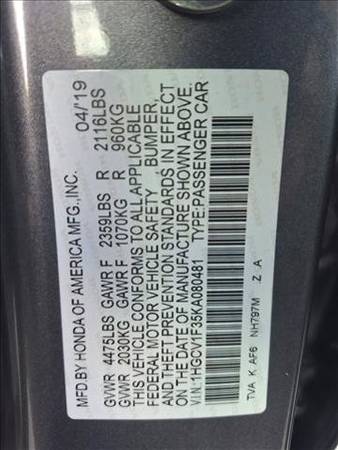 MFD.BY HONDA OF AMERICA MFG.,INC. 04/'19
GVWR 4475LBS GAWR F 2359LBS R 2116LBS
GVWR 2030KG GAWR F 1070KG R 960KG
THIS VEHICLE CONFORMS TO ALL APPLICABLE
FEDERAL MOTOR VEHICLE SAFETY, BUMPER,
AND THEFT PREVENTION STANDARDS IN EFFECT
ON THE DATE OF MANUFACTURE SHOWN ABOVE.
V.I.N.:1HGCV1F35KA080481 TYPE:PASSENGER CAR
TVA K AF6 NH797M Z A